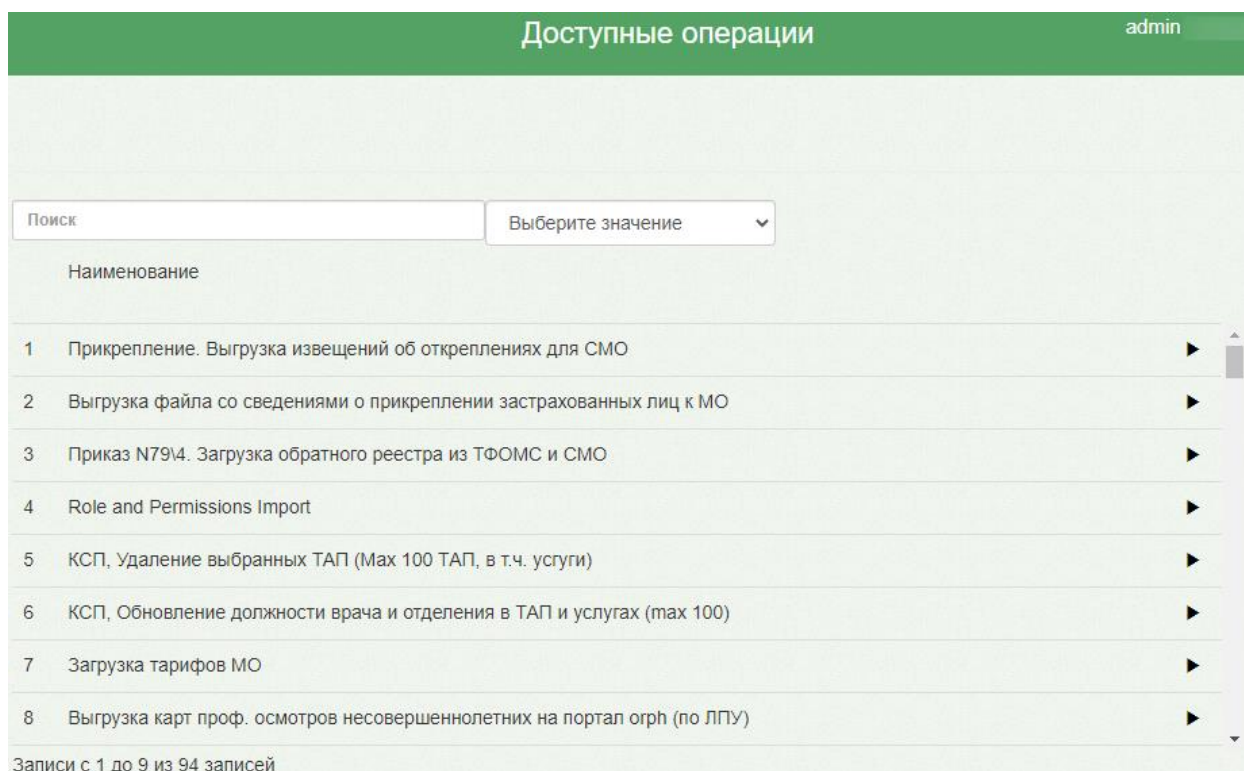 Доступные операции
admin
Поиск
Выберите значение
Наименование
1 Прикрепление. Выгрузка извещений об откреплениях для СМО
2 Выгрузка файла со сведениями о прикреплении застрахованных лиц к МО
3 Приказ N79\4. Загрузка обратного реестра из ТФОМС и СМО
4 Role and Permissions Import
5 КСП, Удаление выбранных ТАП (Max 100 ТАП, в т.ч. усгуги)
6 КСП, Обновление должности врача и отделения в ТАП и услугах (max 100)
7 Загрузка тарифов МО
8 Выгрузка карт проф. осмотров несовершеннолетних на портал orph (по ЛПУ)
Записи с 1 до 9 из 94 записей